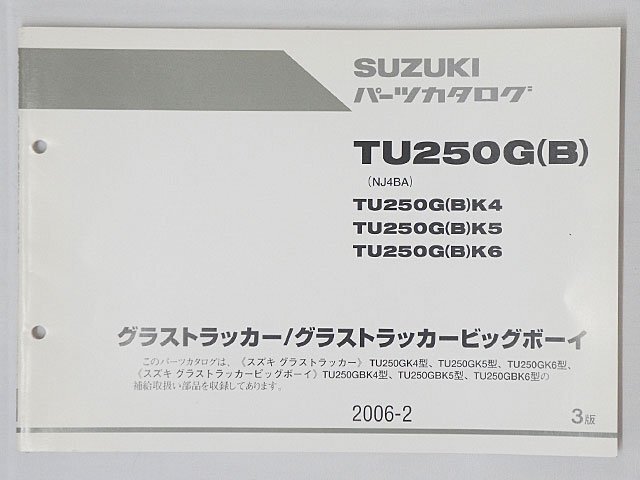 SUZUKI
パーツカタログ
TU250G(B)
(NJ4BA)
TU250G(B)K4
TU250G(B)K5
TU250G(B)K6
グラストラッカー/グラストラッカービッグボーイ
このパーツカタログは、《スズキ グラストラッカー》 TU250GK4型、TU250GK5型、TU250GK6型、
《スズキ グラストラッカービッグボーイ》TU250GBK4型、TU250GBK5型、TU250GBK6型の
補給取扱い部品を収録してあります。
2006-2
3版